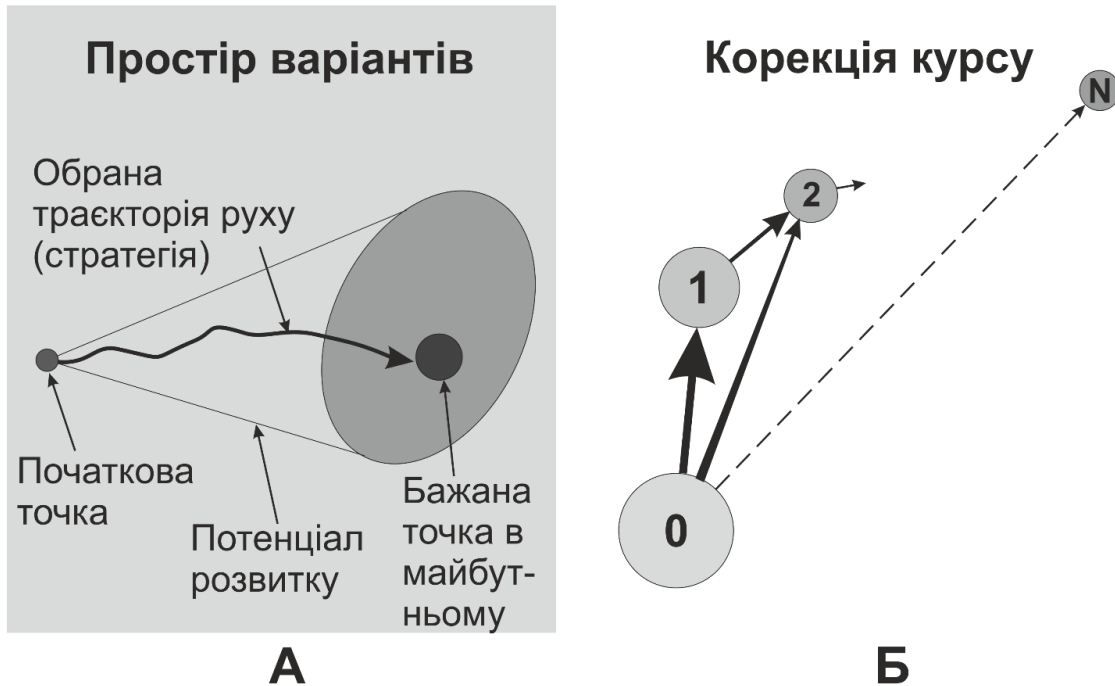 Простір варіантів
Обрана
траєкторія руху
(стратегія)
Початкова
точка
Потенціал
розвитку
Бажана
точка в
майбут-
ньому
А
Корекція курсу
N
2
1
0
Б